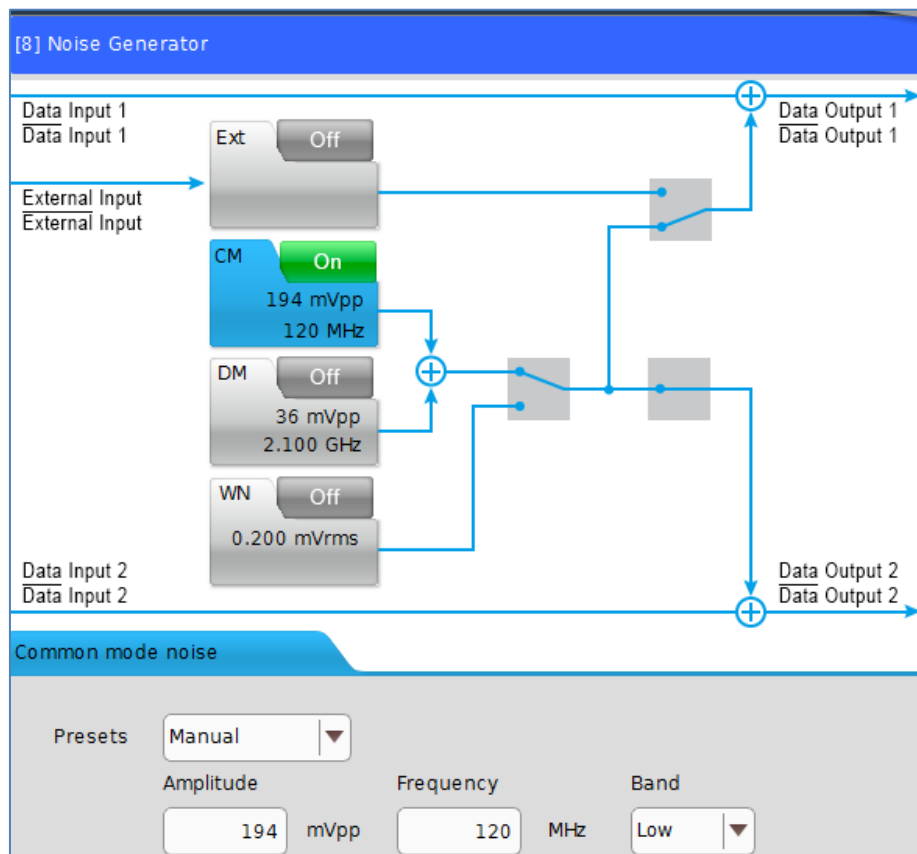 [8] Noise Generator
Data Input 1
Data Input 1
Data Output 1
Data Output 1
Ext
Off
External Input
External Input
CM
On
194 mVpp
120 MHz
DM
Off
36 mVpp
2.100 GHz
WN
Off
0.200 mVrms
Data Input 2
Data Input 2
Data Output 2
Data Output 2
Common mode noise
Presets
Manual
Amplitude
Frequency
Band
194
mVpp
120
MHz
Low